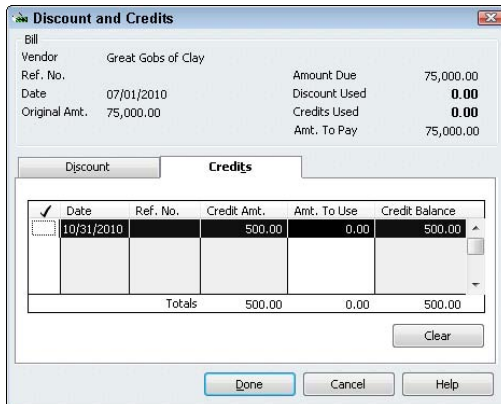 Discount and Credits
Bill
Vendor Great Gobs of Clay
Ref. No. Amount Due 75,000.00
Date 07/01/2010 Discount Used 0.00
Original Amt. 75,000.00 Credits Used 0.00
Amt. To Pay 75,000.00
Discount Credits
✓ Date Ref. No. Credit Amt. Amt. To Use Credit Balance
10/31/2010 500.00 0.00 500.00
Totals 500.00 0.00 500.00
Clear
Done Cancel Help